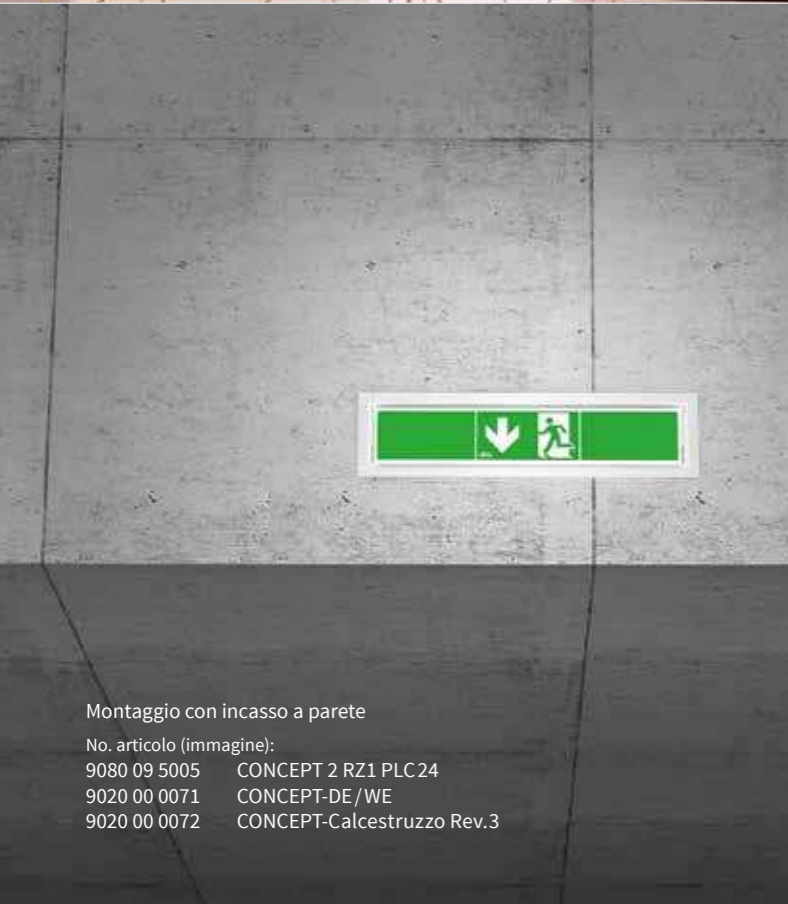 Montaggio con incasso a parete
No. articolo (immagine):
9080 09 5005 CONCEPT 2 RZ1 PLC 24
9020 00 0071 CONCEPT-DE/WE
9020 00 0072 CONCEPT-Calcestruzzo Rev.3